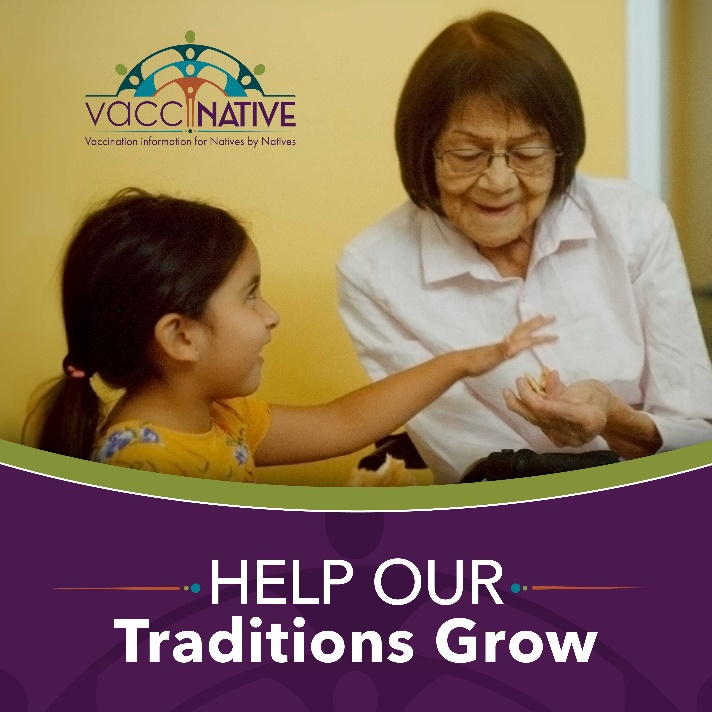 vaccINATIVE
Vaccination information for Natives by Natives
HELP OUR
Traditions Grow